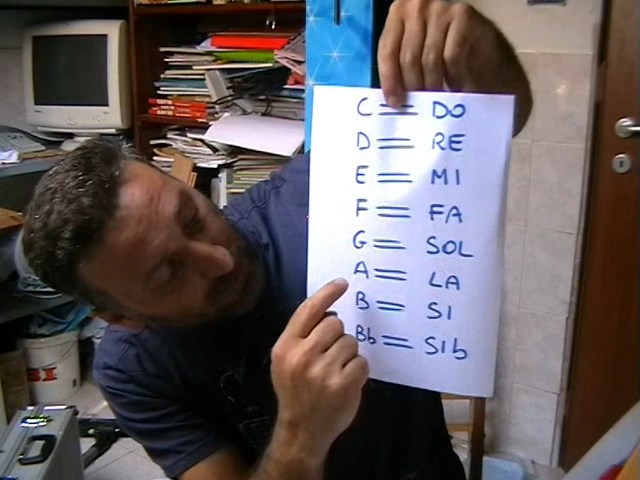 C = DO
D = RE
E = MI
F = FA
G = SOL
A = LA
B = SI
Bb = SIb